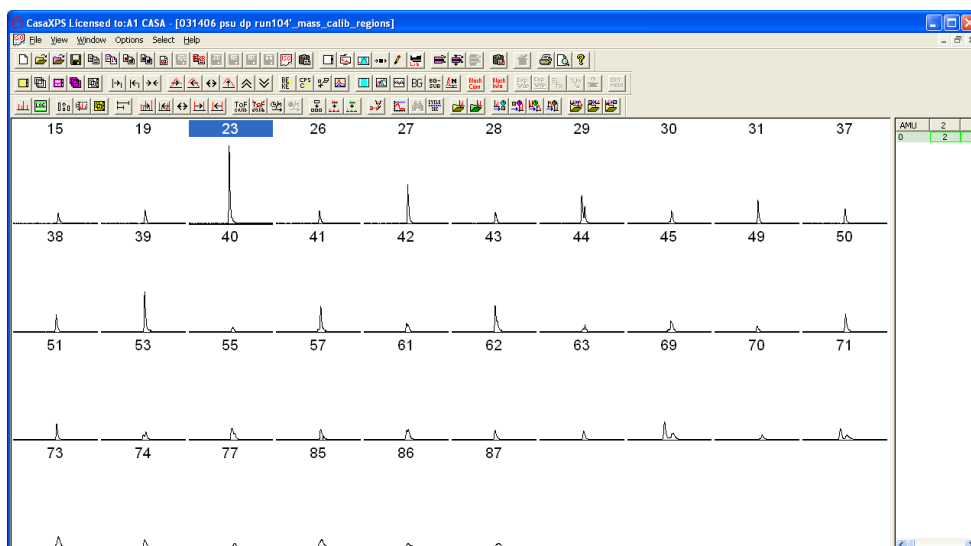 CasaXPS Licensed to:A1 CASA - [031406 psu dp run104'_mass_calib_regions]
File View Window Options Select Help
15 19 23 26 27 28 29 30 31 37
AMU 2
0 2
38 39 40 41 42 43 44 45 49 50
51 53 55 57 61 62 63 69 70 71
73 74 77 85 86 87